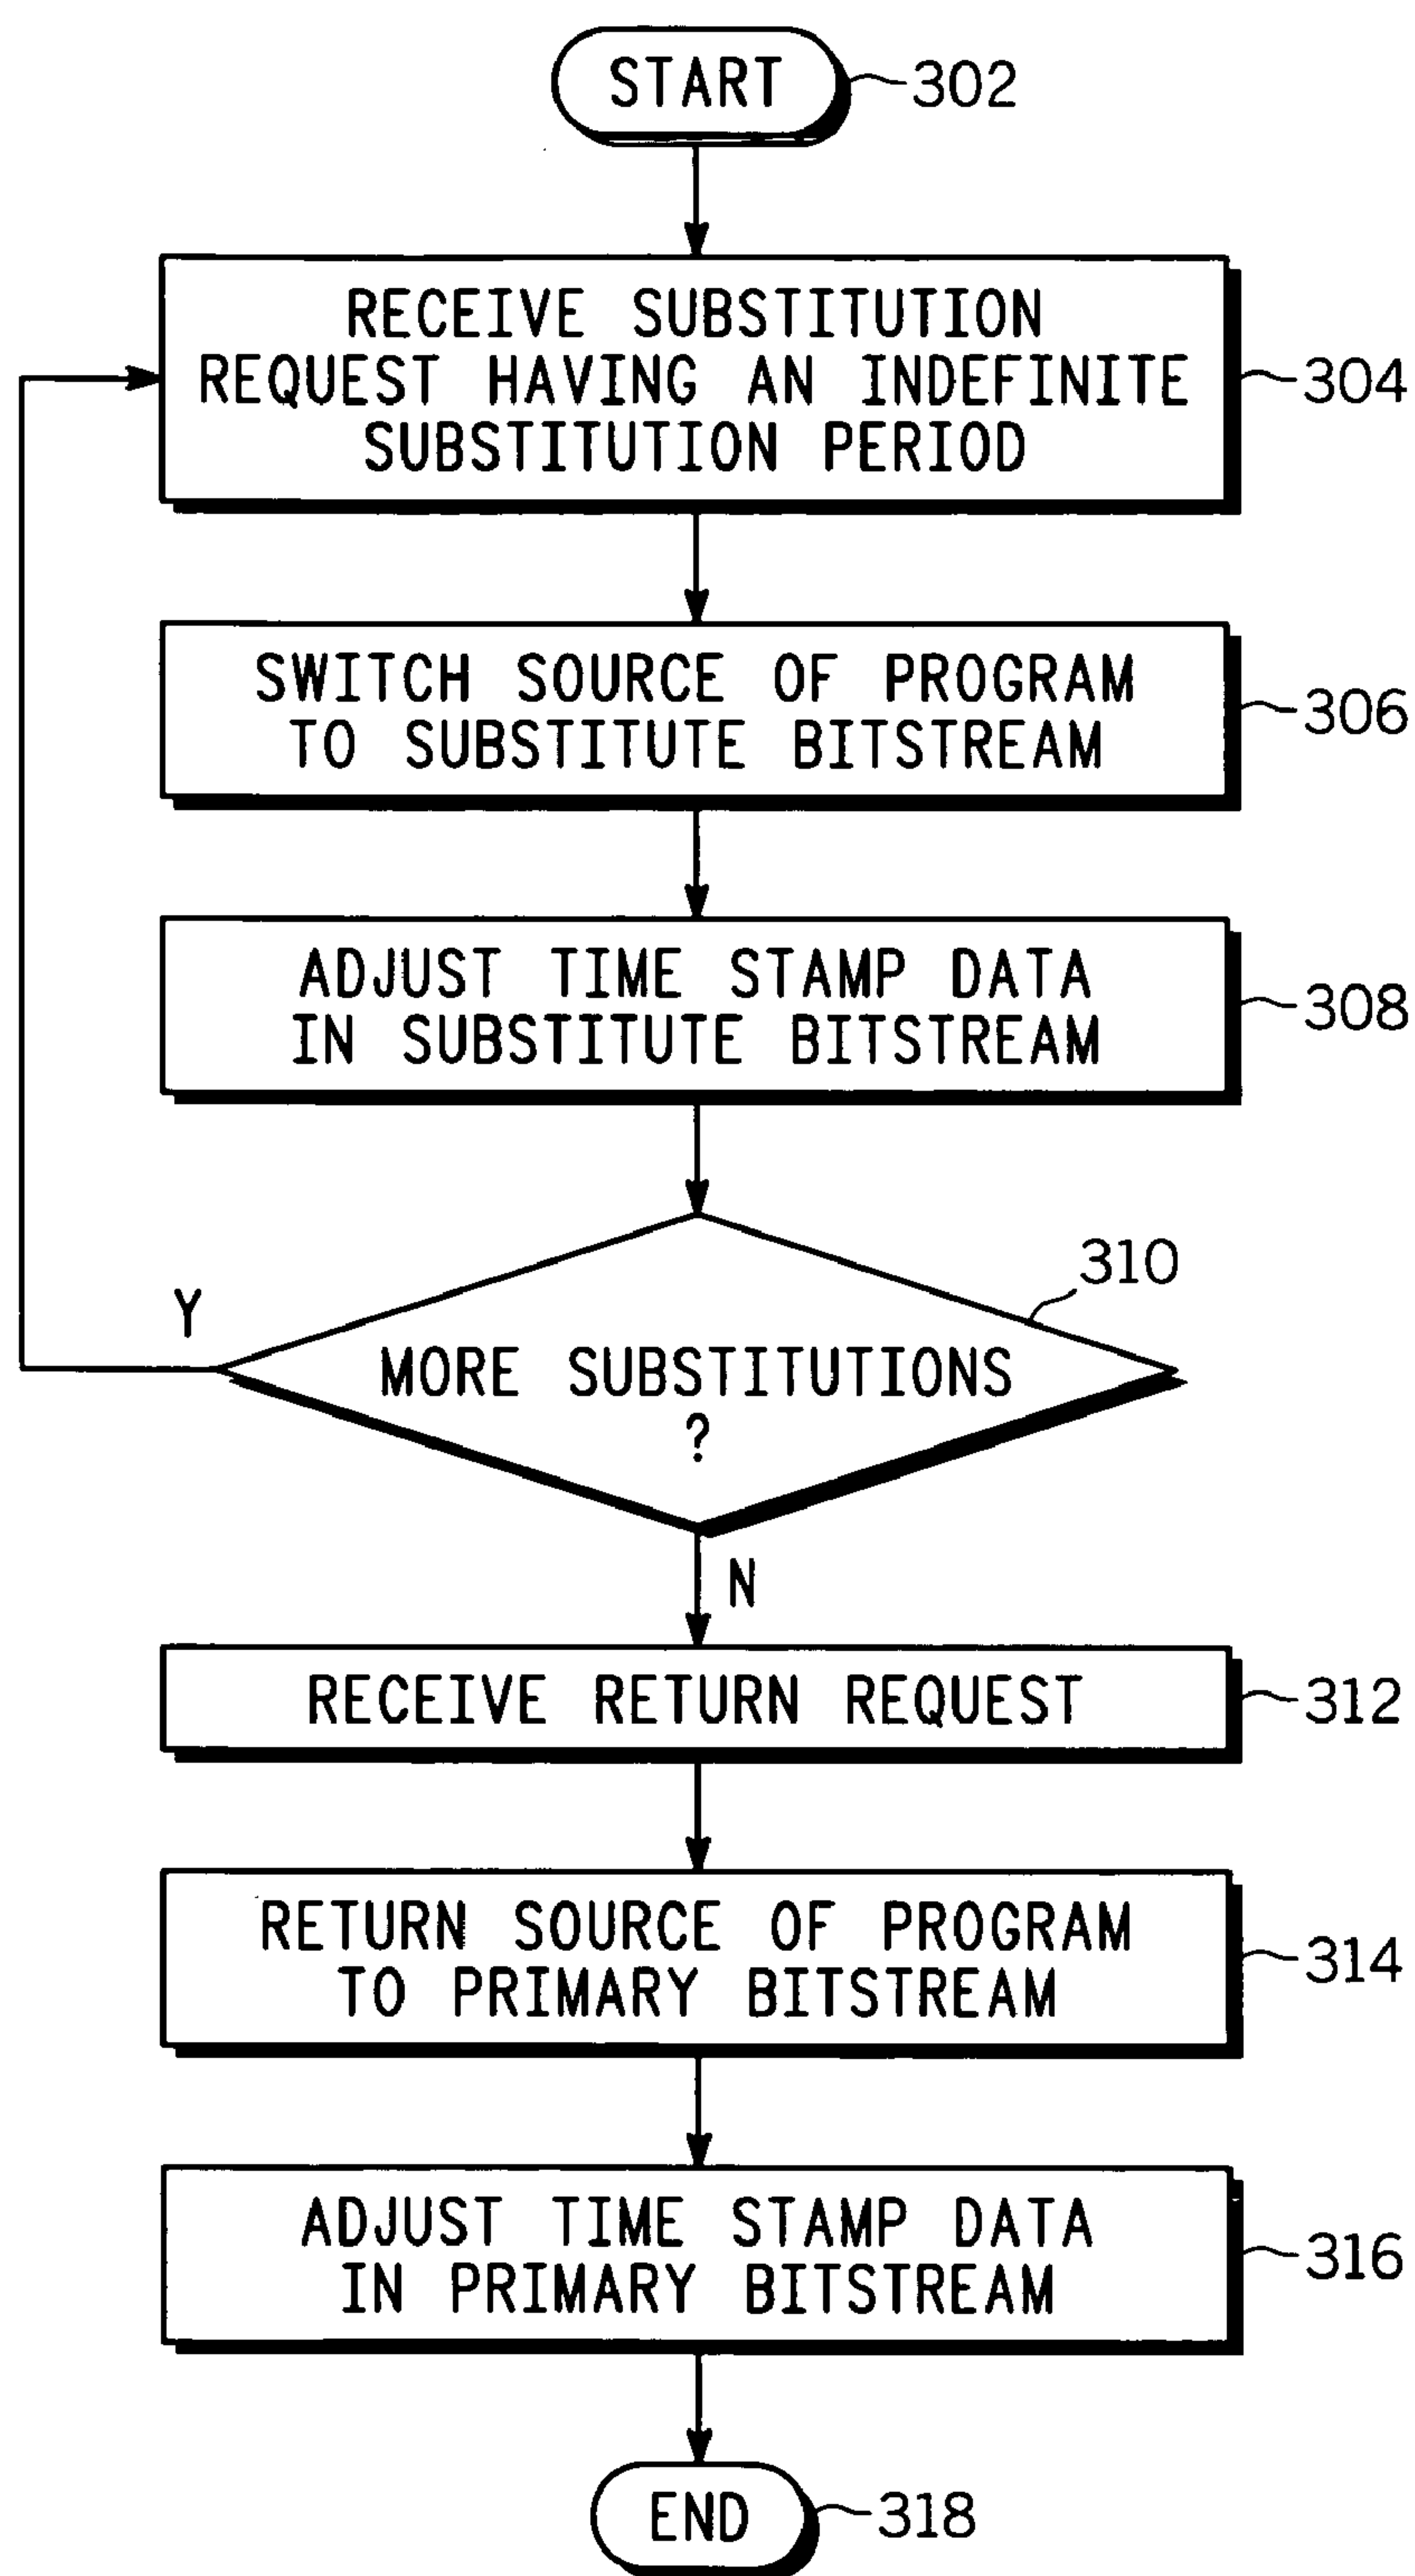 START
302
RECEIVE SUBSTITUTION
REQUEST HAVING AN INDEFINITE
SUBSTITUTION PERIOD
304
SWITCH SOURCE OF PROGRAM
TO SUBSTITUTE BITSTREAM
306
ADJUST TIME STAMP DATA
IN SUBSTITUTE BITSTREAM
308
310
Y
MORE SUBSTITUTIONS
?
N
RECEIVE RETURN REQUEST
312
RETURN SOURCE OF PROGRAM
TO PRIMARY BITSTREAM
314
ADJUST TIME STAMP DATA
IN PRIMARY BITSTREAM
316
END
318